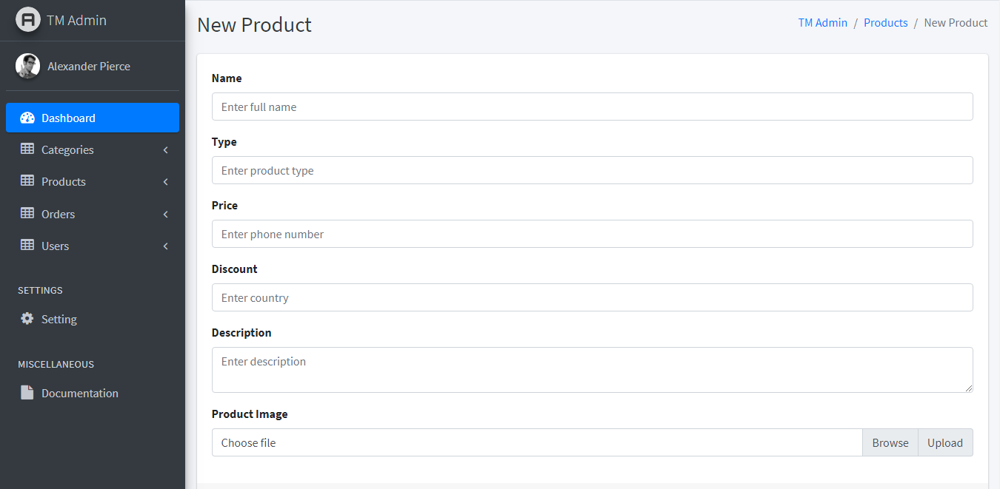 TM Admin
Alexander Pierce
Dashboard
Categories
Products
Orders
Users
SETTINGS
Setting
MISCELLANEOUS
Documentation
New Product
TM Admin / Products / New Product
Name
Enter full name
Type
Enter product type
Price
Enter phone number
Discount
Enter country
Description
Enter description
Product Image
Choose file Browse Upload